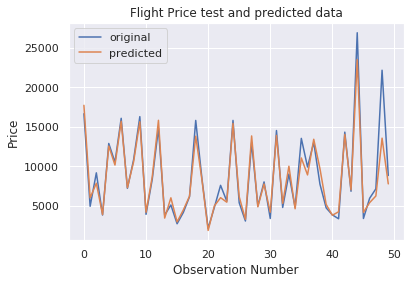 Flight Price test and predicted data
original
predicted
Price
25000
20000
15000
10000
5000
0 10 20 30 40 50
Observation Number